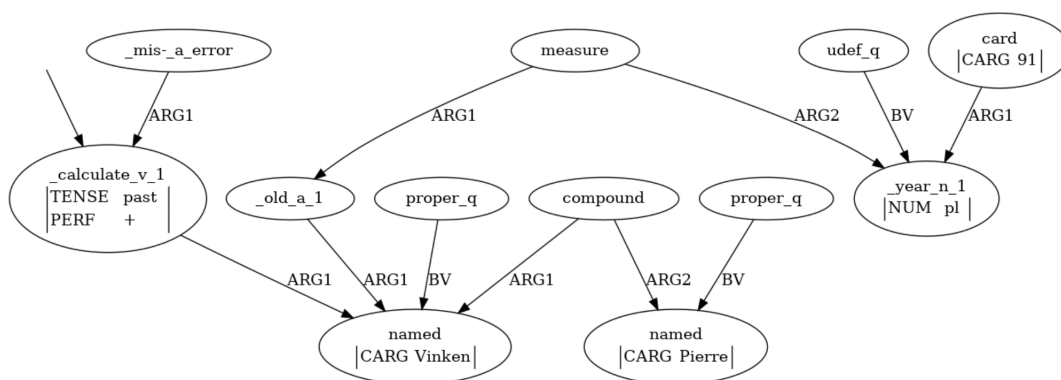 _mis-_a_error
measure
udef_q
card
CARG 91
ARG1
ARG1
ARG2
BV
ARG1
_calculate_v_1
TENSE past
PERF +
_old_a_1
proper_q
compound
proper_q
_year_n_1
NUM pl
ARG1
ARG1
BV
ARG1
ARG2
BV
named
CARG Vinken
named
CARG Pierre